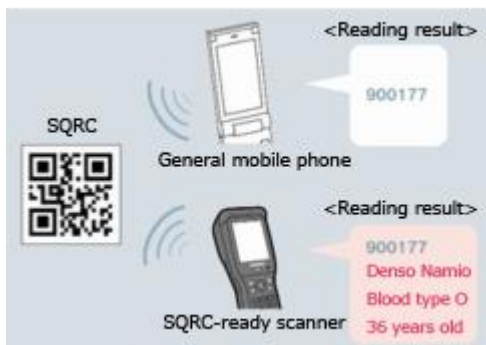 <Reading result>
900177
SQRC
General mobile phone
<Reading result>
900177
Denso Namio
Blood type O
36 years old
SQRC-ready scanner